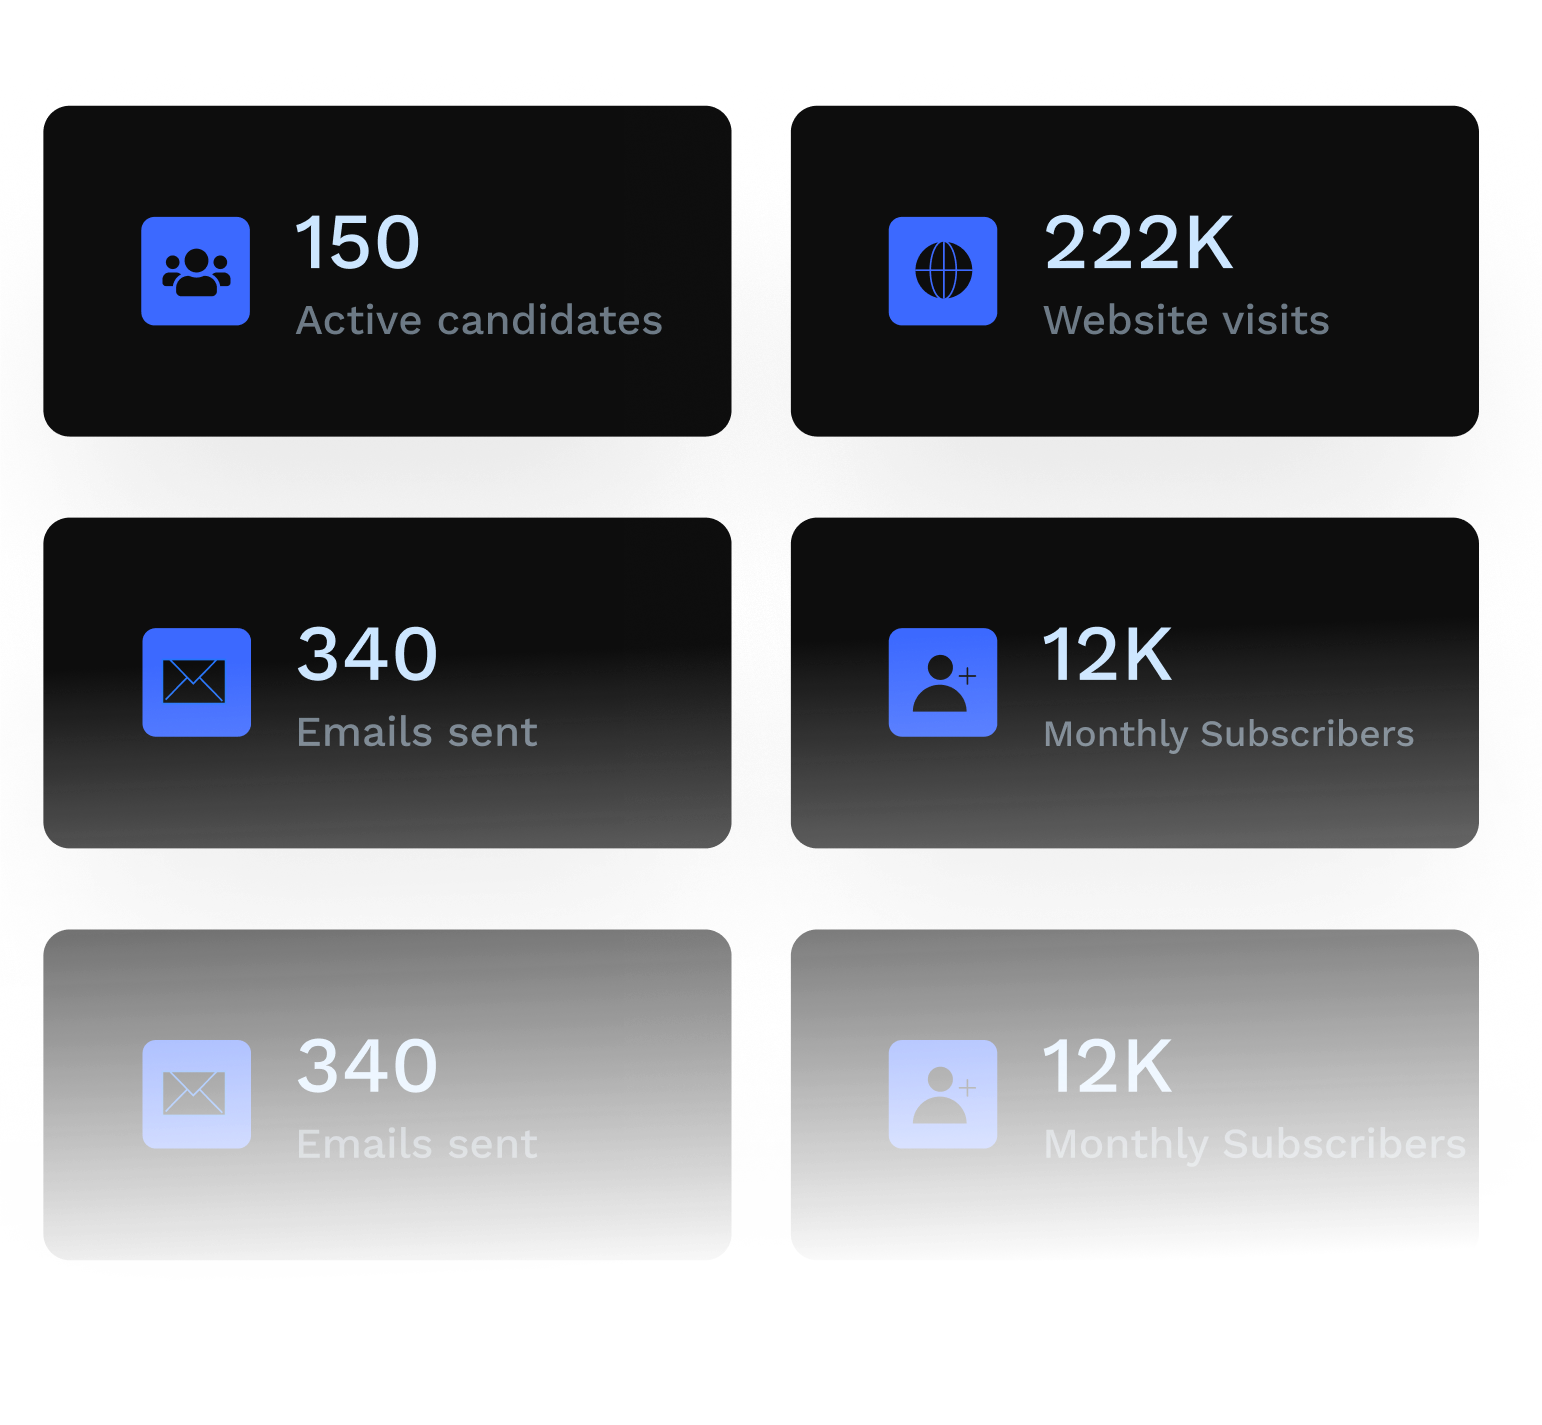 150
Active candidates
222K
Website visits
340
Emails sent
12K
Monthly Subscribers
340
Emails sent
12K
Monthly Subscribers